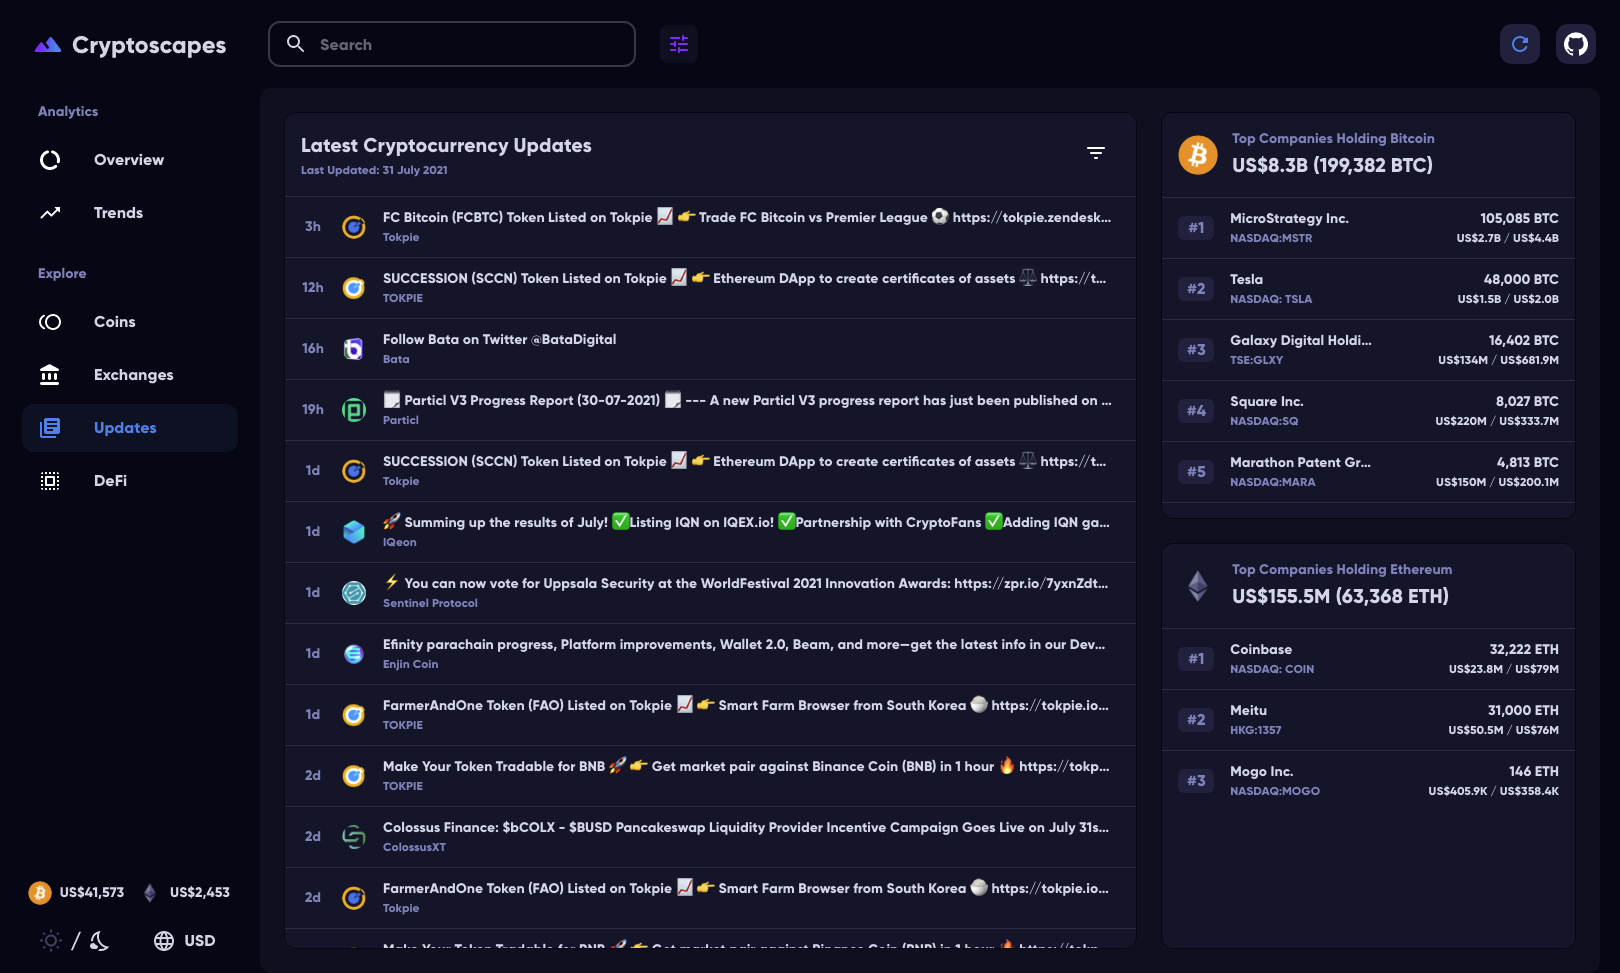 Cryptoscapes
Search
Analytics
Overview
Trends
Explore
Coins
Exchanges
Updates
DeFi
US$41,573 US$2,453
/ USD
Latest Cryptocurrency Updates
Last Updated: 31 July 2021
3h FC Bitcoin (FCBTC) Token Listed on Tokpie 📈 👉 Trade FC Bitcoin vs Premier League ⚽ https://tokpie.zendesk...
Tokpie
12h SUCCESSION (SCCN) Token Listed on Tokpie 📈 👉 Ethereum DApp to create certificates of assets ⚖️ https://t...
TOKPIE
16h Follow Bata on Twitter @BataDigital
Bata
19h 🗒️ Particl V3 Progress Report (30-07-2021) 🗒️ --- A new Particl V3 progress report has just been published on ...
Particl
1d SUCCESSION (SCCN) Token Listed on Tokpie 📈 👉 Ethereum DApp to create certificates of assets ⚖️ https://t...
Tokpie
1d 🚀 Summing up the results of July! ✅Listing IQN on IQEX.io! ✅Partnership with CryptoFans ✅Adding IQN ga...
IQeon
1d ⚡ You can now vote for Uppsala Security at the WorldFestival 2021 Innovation Awards: https://zpr.io/7yxnZdt...
Sentinel Protocol
1d Efinity parachain progress, Platform improvements, Wallet 2.0, Beam, and more—get the latest info in our Dev...
Enjin Coin
1d FarmerAndOne Token (FAO) Listed on Tokpie 📈 👉 Smart Farm Browser from South Korea 🍚 https://tokpie.io...
TOKPIE
2d Make Your Token Tradable for BNB 🚀 👉 Get market pair against Binance Coin (BNB) in 1 hour 🔥 https://tokp...
TOKPIE
2d Colossus Finance: $bCOLX - $BUSD Pancakeswap Liquidity Provider Incentive Campaign Goes Live on July 31s...
ColossusXT
2d FarmerAndOne Token (FAO) Listed on Tokpie 📈 👉 Smart Farm Browser from South Korea 🍚 https://tokpie.io...
Tokpie
Make Your Token Tradable for BNB 🚀 👉 Get market pair against Binance Coin (BNB) in 1 hour 🔥 https://tokp...
Top Companies Holding Bitcoin
US$8.3B (199,382 BTC)
#1 MicroStrategy Inc. 105,085 BTC
NASDAQ:MSTR US$2.7B / US$4.4B
#2 Tesla 48,000 BTC
NASDAQ: TSLA US$1.5B / US$2.0B
#3 Galaxy Digital Holdi... 16,402 BTC
TSE:GLXY US$134M / US$681.9M
#4 Square Inc. 8,027 BTC
NASDAQ:SQ US$220M / US$333.7M
#5 Marathon Patent Gr... 4,813 BTC
NASDAQ:MARA US$150M / US$200.1M
Top Companies Holding Ethereum
US$155.5M (63,368 ETH)
#1 Coinbase 32,222 ETH
NASDAQ: COIN US$23.8M / US$79M
#2 Meitu 31,000 ETH
HKG:1357 US$50.5M / US$76M
#3 Mogo Inc. 146 ETH
NASDAQ:MOGO US$405.9K / US$358.4K